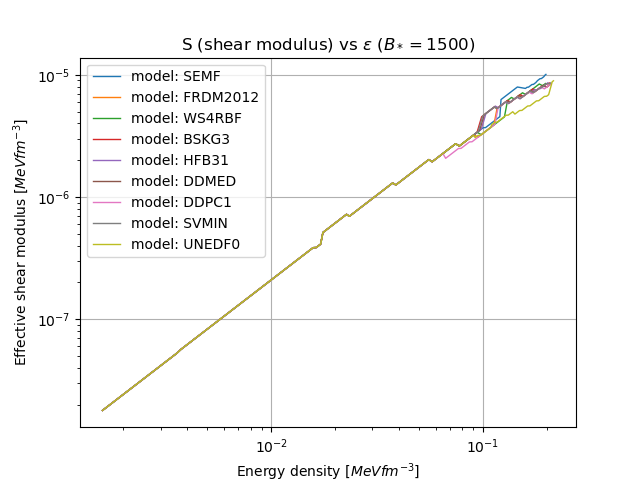 S (shear modulus) vs ε (B* = 1500)
Effective shear modulus [MeVfm⁻³]
10⁻⁵
10⁻⁶
10⁻⁷
model: SEMF
model: FRDM2012
model: WS4RBF
model: BSKG3
model: HFB31
model: DDMED
model: DDPC1
model: SVMIN
model: UNEDF0
10⁻²
10⁻¹
Energy density [MeVfm⁻³]